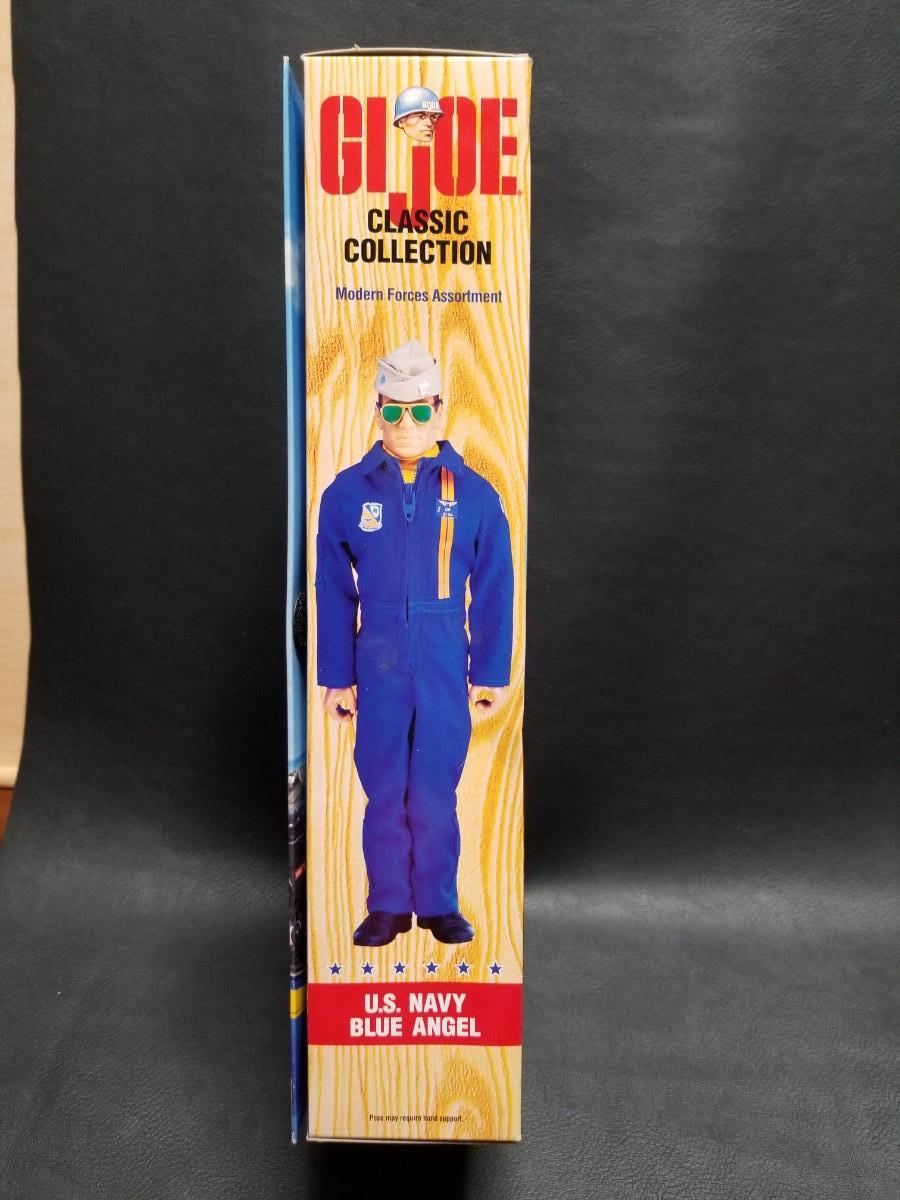 GI JOE
CLASSIC
COLLECTION
Modern Forces Assortment
U.S. NAVY
BLUE ANGEL
Pose may require hand support.